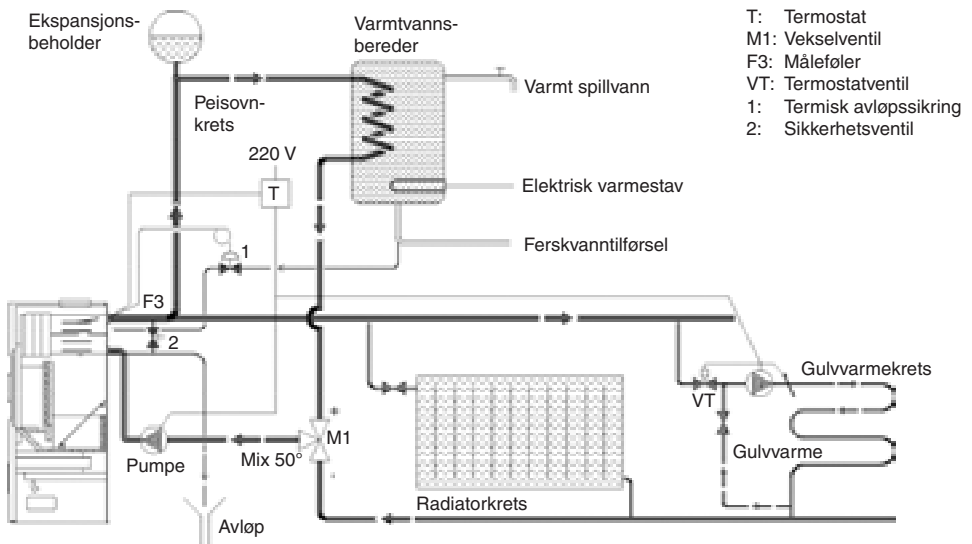 Ekspansjons-
beholder
Varmtvanns-
bereder
T: Termostat
M1: Vekselventil
F3: Måleføler
VT: Termostatventil
1: Termisk avløpssikring
2: Sikkerhetsventil
Varmt spillvann
Peisovn-
krets
220 V
T
Elektrisk varmestav
Ferskvanntilførsel
1
F3
2
VT
Gulvvarmekrets
+
M1
-
Pumpe
Mix 50°
Gulvvarme
Radiatorkrets
Avløp